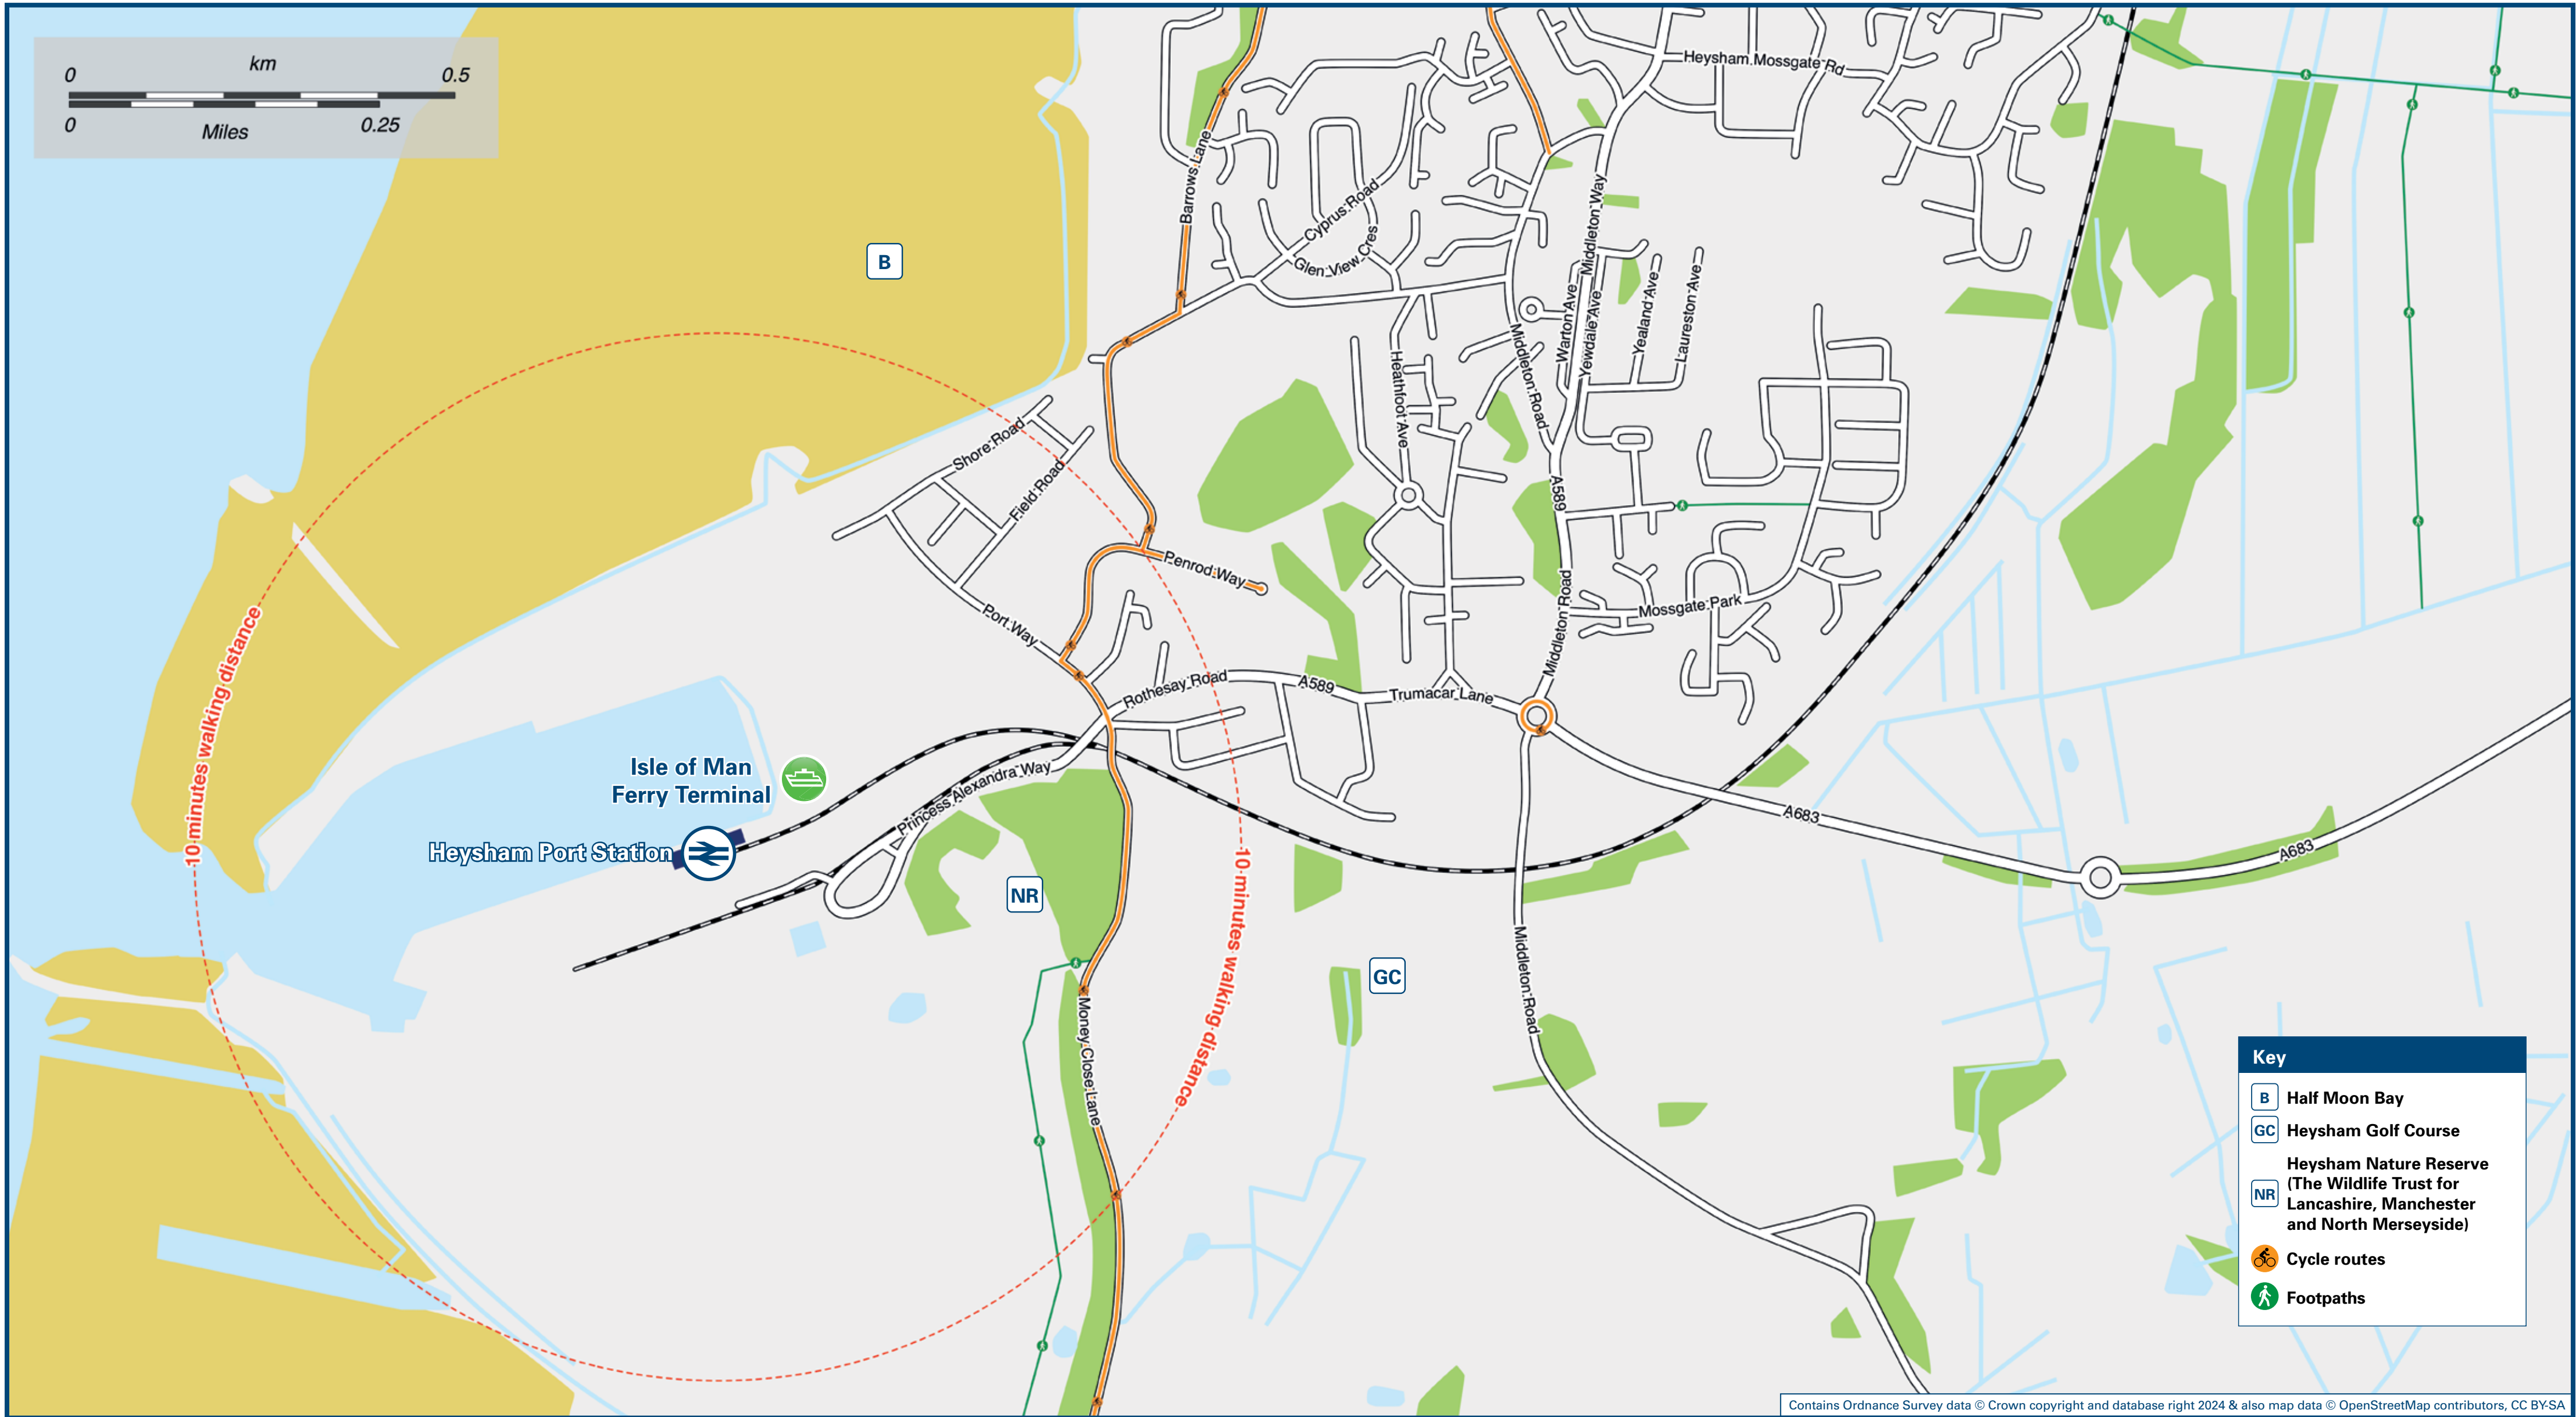 km
0
0.5
0
Miles
0.25
Heysham Mossgate Rd
Barrows Lane
Cyprus Road
Glen View Cres
Middleton Way
Middleton Way
Warton Ave
Yewdale Ave
Yealand Ave
Laureston Ave
Middleton Road
Heathfoot Ave
A589
Shore Road
Field Road
Penrod Way
Port Way
Mossgate Park
Middleton Road
Rothesay Road
A589
Trumacar Lane
10 minutes walking distance
Isle of Man
Ferry Terminal
Princess Alexandra Way
Heysham Port Station
A683
A683
B
NR
GC
10 minutes walking distance
Middleton Road
Money Close Lane
Key
B
Half Moon Bay
GC
Heysham Golf Course
NR
Heysham Nature Reserve
(The Wildlife Trust for
Lancashire, Manchester
and North Merseyside)
Cycle routes
Footpaths
Contains Ordnance Survey data © Crown copyright and database right 2024 & also map data © OpenStreetMap contributors, CC BY-SA